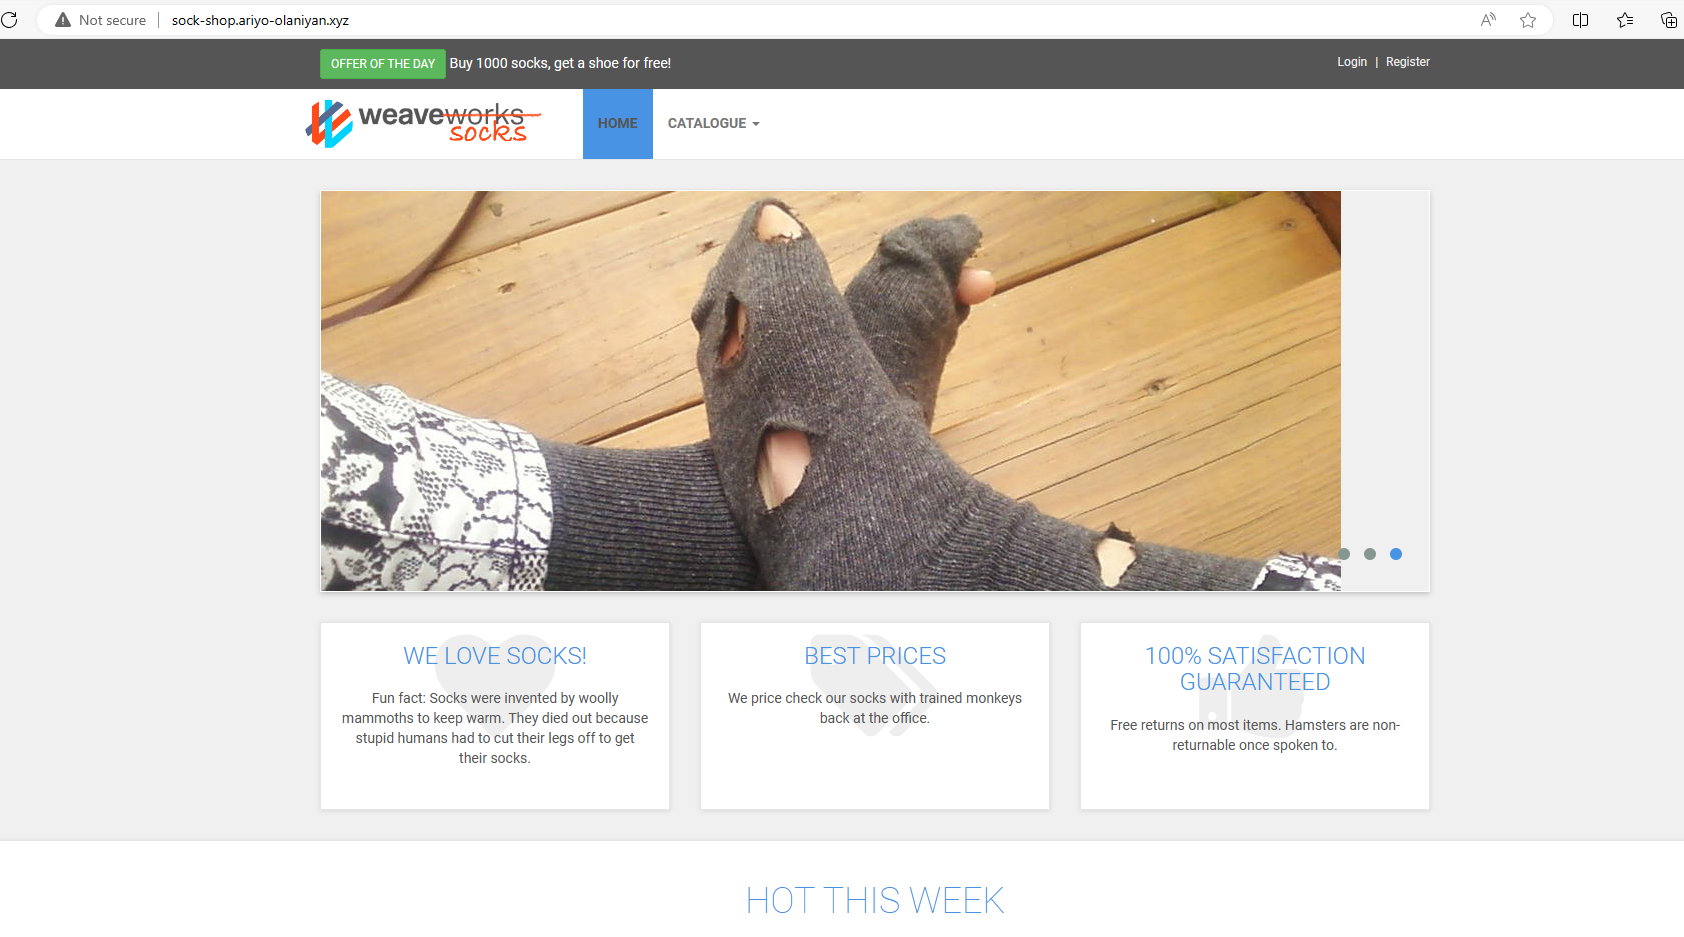 Not secure
sock-shop.ariyo-olaniyan.xyz
OFFER OF THE DAY Buy 1000 socks, get a shoe for free!
Login | Register
weaveworks
socks
HOME
CATALOGUE
WE LOVE SOCKS!
Fun fact: Socks were invented by woolly
mammoths to keep warm. They died out because
stupid humans had to cut their legs off to get
their socks.
BEST PRICES
We price check our socks with trained monkeys
back at the office.
100% SATISFACTION
GUARANTEED
Free returns on most items. Hamsters are non-
returnable once spoken to.
HOT THIS WEEK